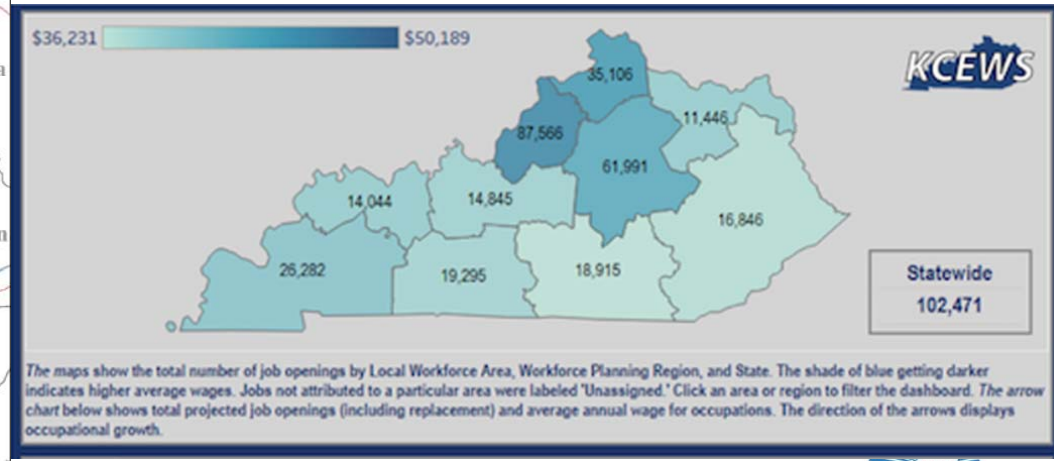 $36,231
$50,189
KCEWS
35,106
87,566
11,446
61,991
14,044
14,845
16,846
26,282
19,295
18,915
Statewide
102,471
The maps show the total number of job openings by Local Workforce Area, Workforce Planning Region, and State. The shade of blue getting darker
indicates higher average wages. Jobs not attributed to a particular area were labeled "Unassigned." Click an area or region to filter the dashboard. The arrow
chart below shows total projected job openings (including replacement) and average annual wage for occupations. The direction of the arrows displays
occupational growth.